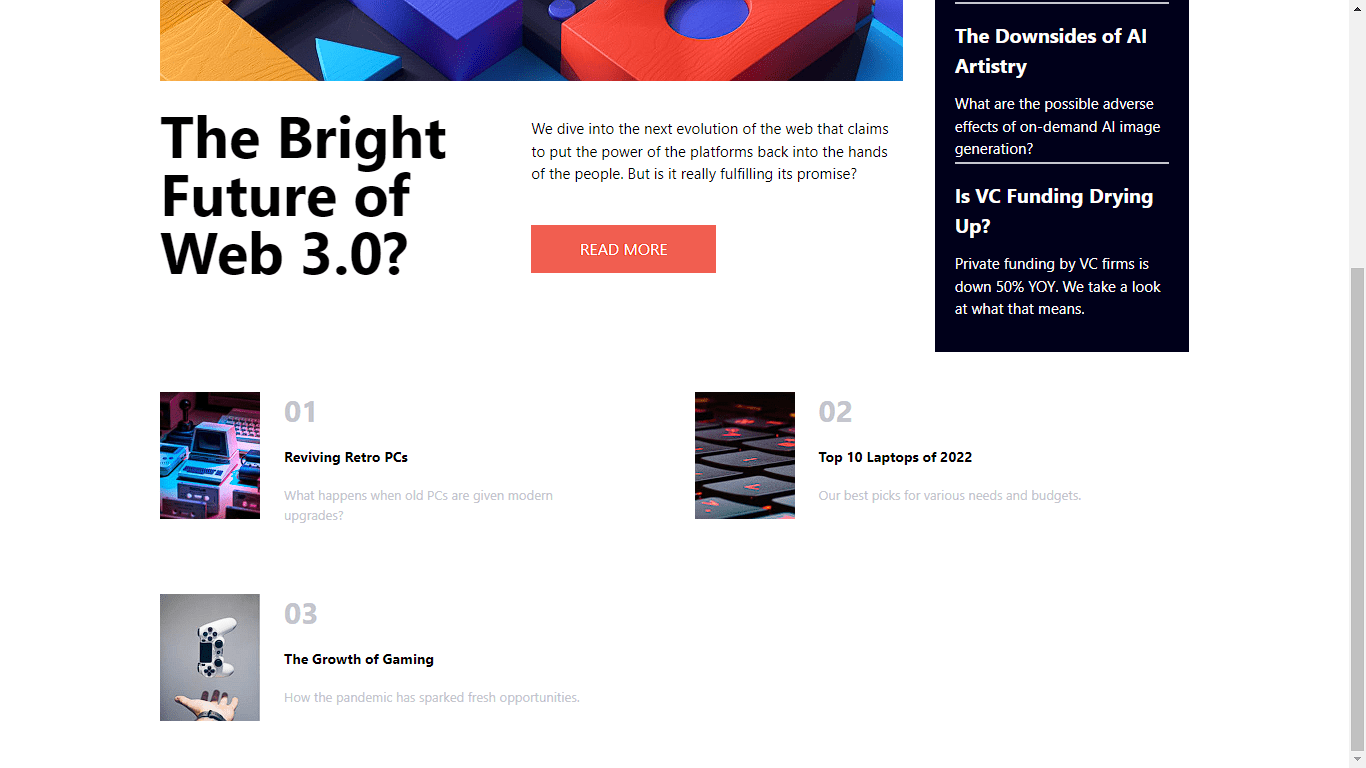 The Bright
Future of
Web 3.0?
We dive into the next evolution of the web that claims
to put the power of the platforms back into the hands
of the people. But is it really fulfilling its promise?
READ MORE
The Downsides of AI
Artistry
What are the possible adverse
effects of on-demand AI image
generation?
Is VC Funding Drying
Up?
Private funding by VC firms is
down 50% YOY. We take a look
at what that means.
01
Reviving Retro PCs
What happens when old PCs are given modern
upgrades?
02
Top 10 Laptops of 2022
Our best picks for various needs and budgets.
03
The Growth of Gaming
How the pandemic has sparked fresh opportunities.